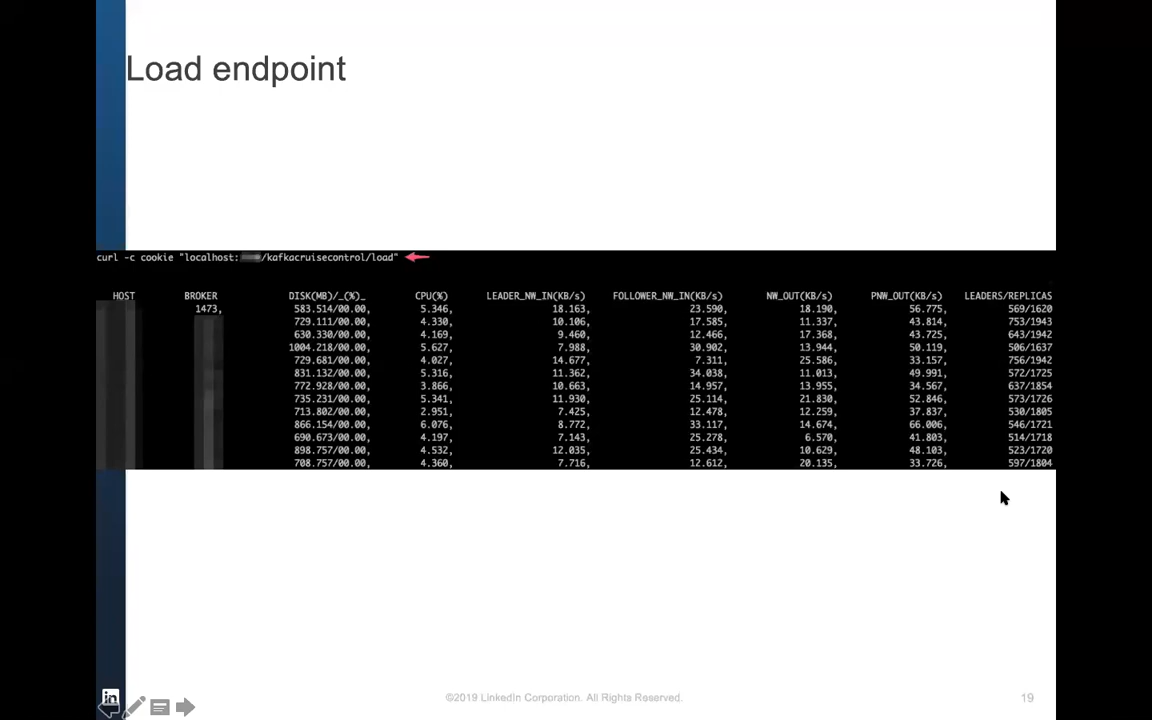 Load endpoint
curl -c cookie "localhost: /kafkacruisecontrol/load"
HOST BROKER DISK(MB)/_(%)_ CPU(%) LEADER_NW_IN(KB/s) FOLLOWER_NW_IN(KB/s) NW_OUT(KB/s) PNW_OUT(KB/s) LEADERS/REPLICAS
1473, 583.514/00.00, 5.346, 18.163, 23.590, 18.190, 56.775, 569/1620
729.111/00.00, 4.330, 10.106, 17.585, 11.337, 43.814, 753/1943
630.330/00.00, 4.169, 9.460, 12.466, 17.368, 43.725, 643/1942
1004.218/00.00, 5.627, 7.988, 30.902, 13.944, 50.119, 506/1637
729.681/00.00, 4.027, 14.677, 7.311, 25.586, 33.157, 756/1942
831.132/00.00, 5.316, 11.362, 34.038, 11.013, 49.991, 572/1725
772.928/00.00, 3.866, 10.663, 14.957, 13.955, 34.567, 637/1854
735.231/00.00, 5.341, 11.930, 25.114, 21.830, 52.846, 573/1726
713.802/00.00, 2.951, 7.425, 12.478, 12.259, 37.837, 530/1805
866.154/00.00, 6.076, 8.772, 33.117, 14.674, 66.006, 546/1721
690.673/00.00, 4.197, 7.143, 25.278, 6.570, 41.803, 514/1718
898.757/00.00, 4.532, 12.035, 25.434, 10.629, 48.103, 523/1720
708.757/00.00, 4.360, 7.716, 12.612, 20.135, 33.726, 597/1804
in
©2019 LinkedIn Corporation. All Rights Reserved.
19